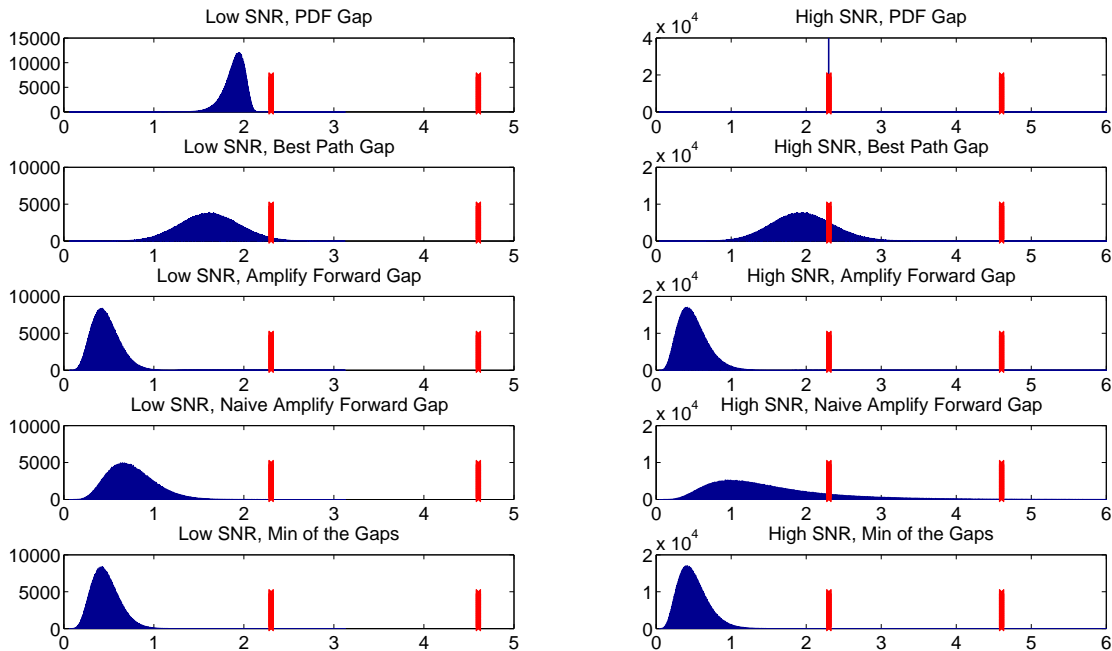 Low SNR, PDF Gap
15000
10000
5000
0
0 1 2 3 4 5
High SNR, PDF Gap
x 10^4
4
2
0
0 1 2 3 4 5 6
Low SNR, Best Path Gap
10000
5000
0
0 1 2 3 4 5
High SNR, Best Path Gap
x 10^4
2
1
0
0 1 2 3 4 5 6
Low SNR, Amplify Forward Gap
10000
5000
0
0 1 2 3 4 5
High SNR, Amplify Forward Gap
x 10^4
2
1
0
0 1 2 3 4 5 6
Low SNR, Naive Amplify Forward Gap
10000
5000
0
0 1 2 3 4 5
High SNR, Naive Amplify Forward Gap
x 10^4
2
1
0
0 1 2 3 4 5 6
Low SNR, Min of the Gaps
10000
5000
0
0 1 2 3 4 5
High SNR, Min of the Gaps
x 10^4
2
1
0
0 1 2 3 4 5 6